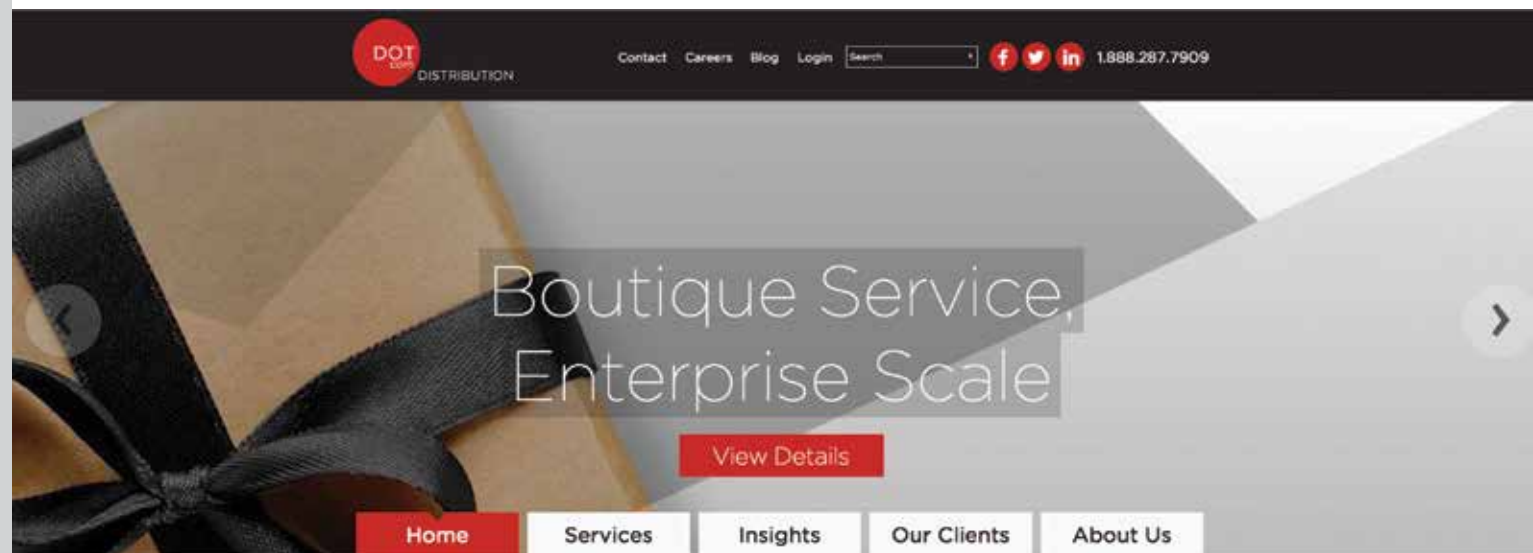 DOT
com
DISTRIBUTION
Contact Careers Blog Login Search 1.888.287.7909
Boutique Service,
Enterprise Scale
View Details
Home Services Insights Our Clients About Us